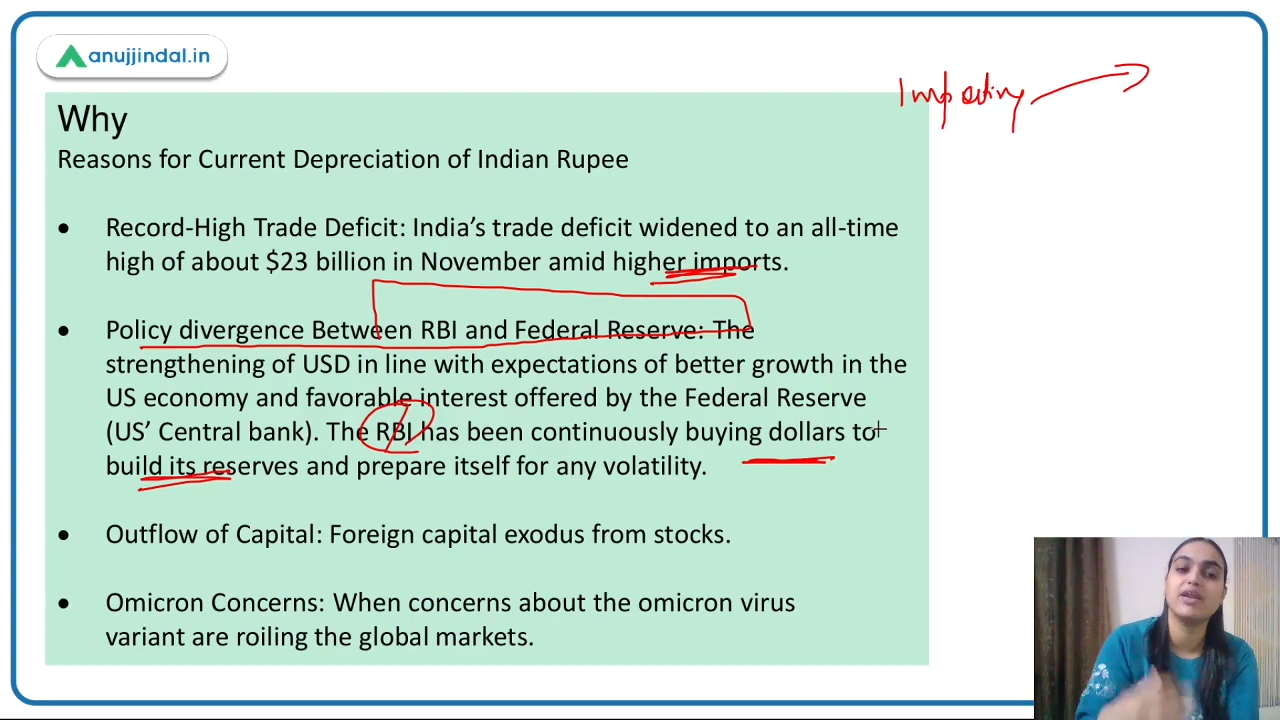 anujjindal.in
Importing
Why
Reasons for Current Depreciation of Indian Rupee
• Record-High Trade Deficit: India’s trade deficit widened to an all-time
high of about $23 billion in November amid higher imports.
• Policy divergence Between RBI and Federal Reserve: The
strengthening of USD in line with expectations of better growth in the
US economy and favorable interest offered by the Federal Reserve
(US’ Central bank). The RBI has been continuously buying dollars to
build its reserves and prepare itself for any volatility.
• Outflow of Capital: Foreign capital exodus from stocks.
• Omicron Concerns: When concerns about the omicron virus
variant are roiling the global markets.